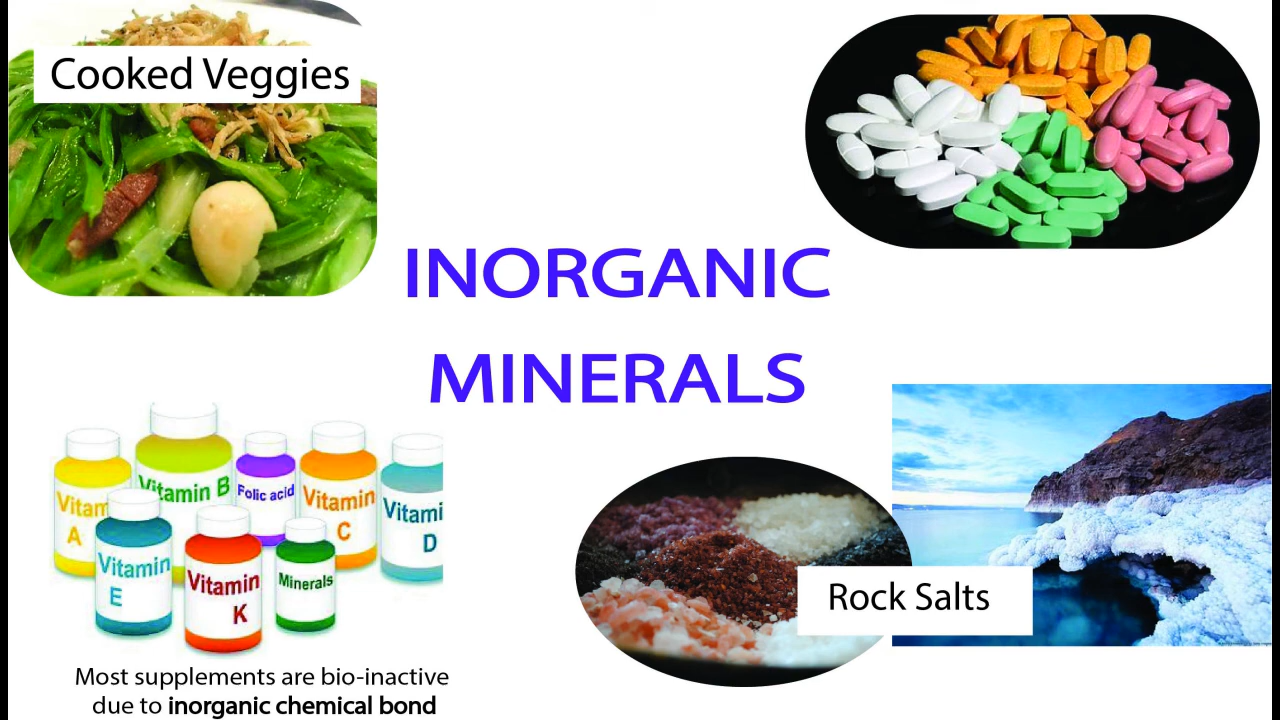 Cooked Veggies
INORGANIC
MINERALS
Vitam
A
Vitamin B
Folic acid
Vitamin
C
Vitami
D
Vitamin
E
Vitamin
K
Minerals
Rock Salts
Most supplements are bio-inactive
due to inorganic chemical bond